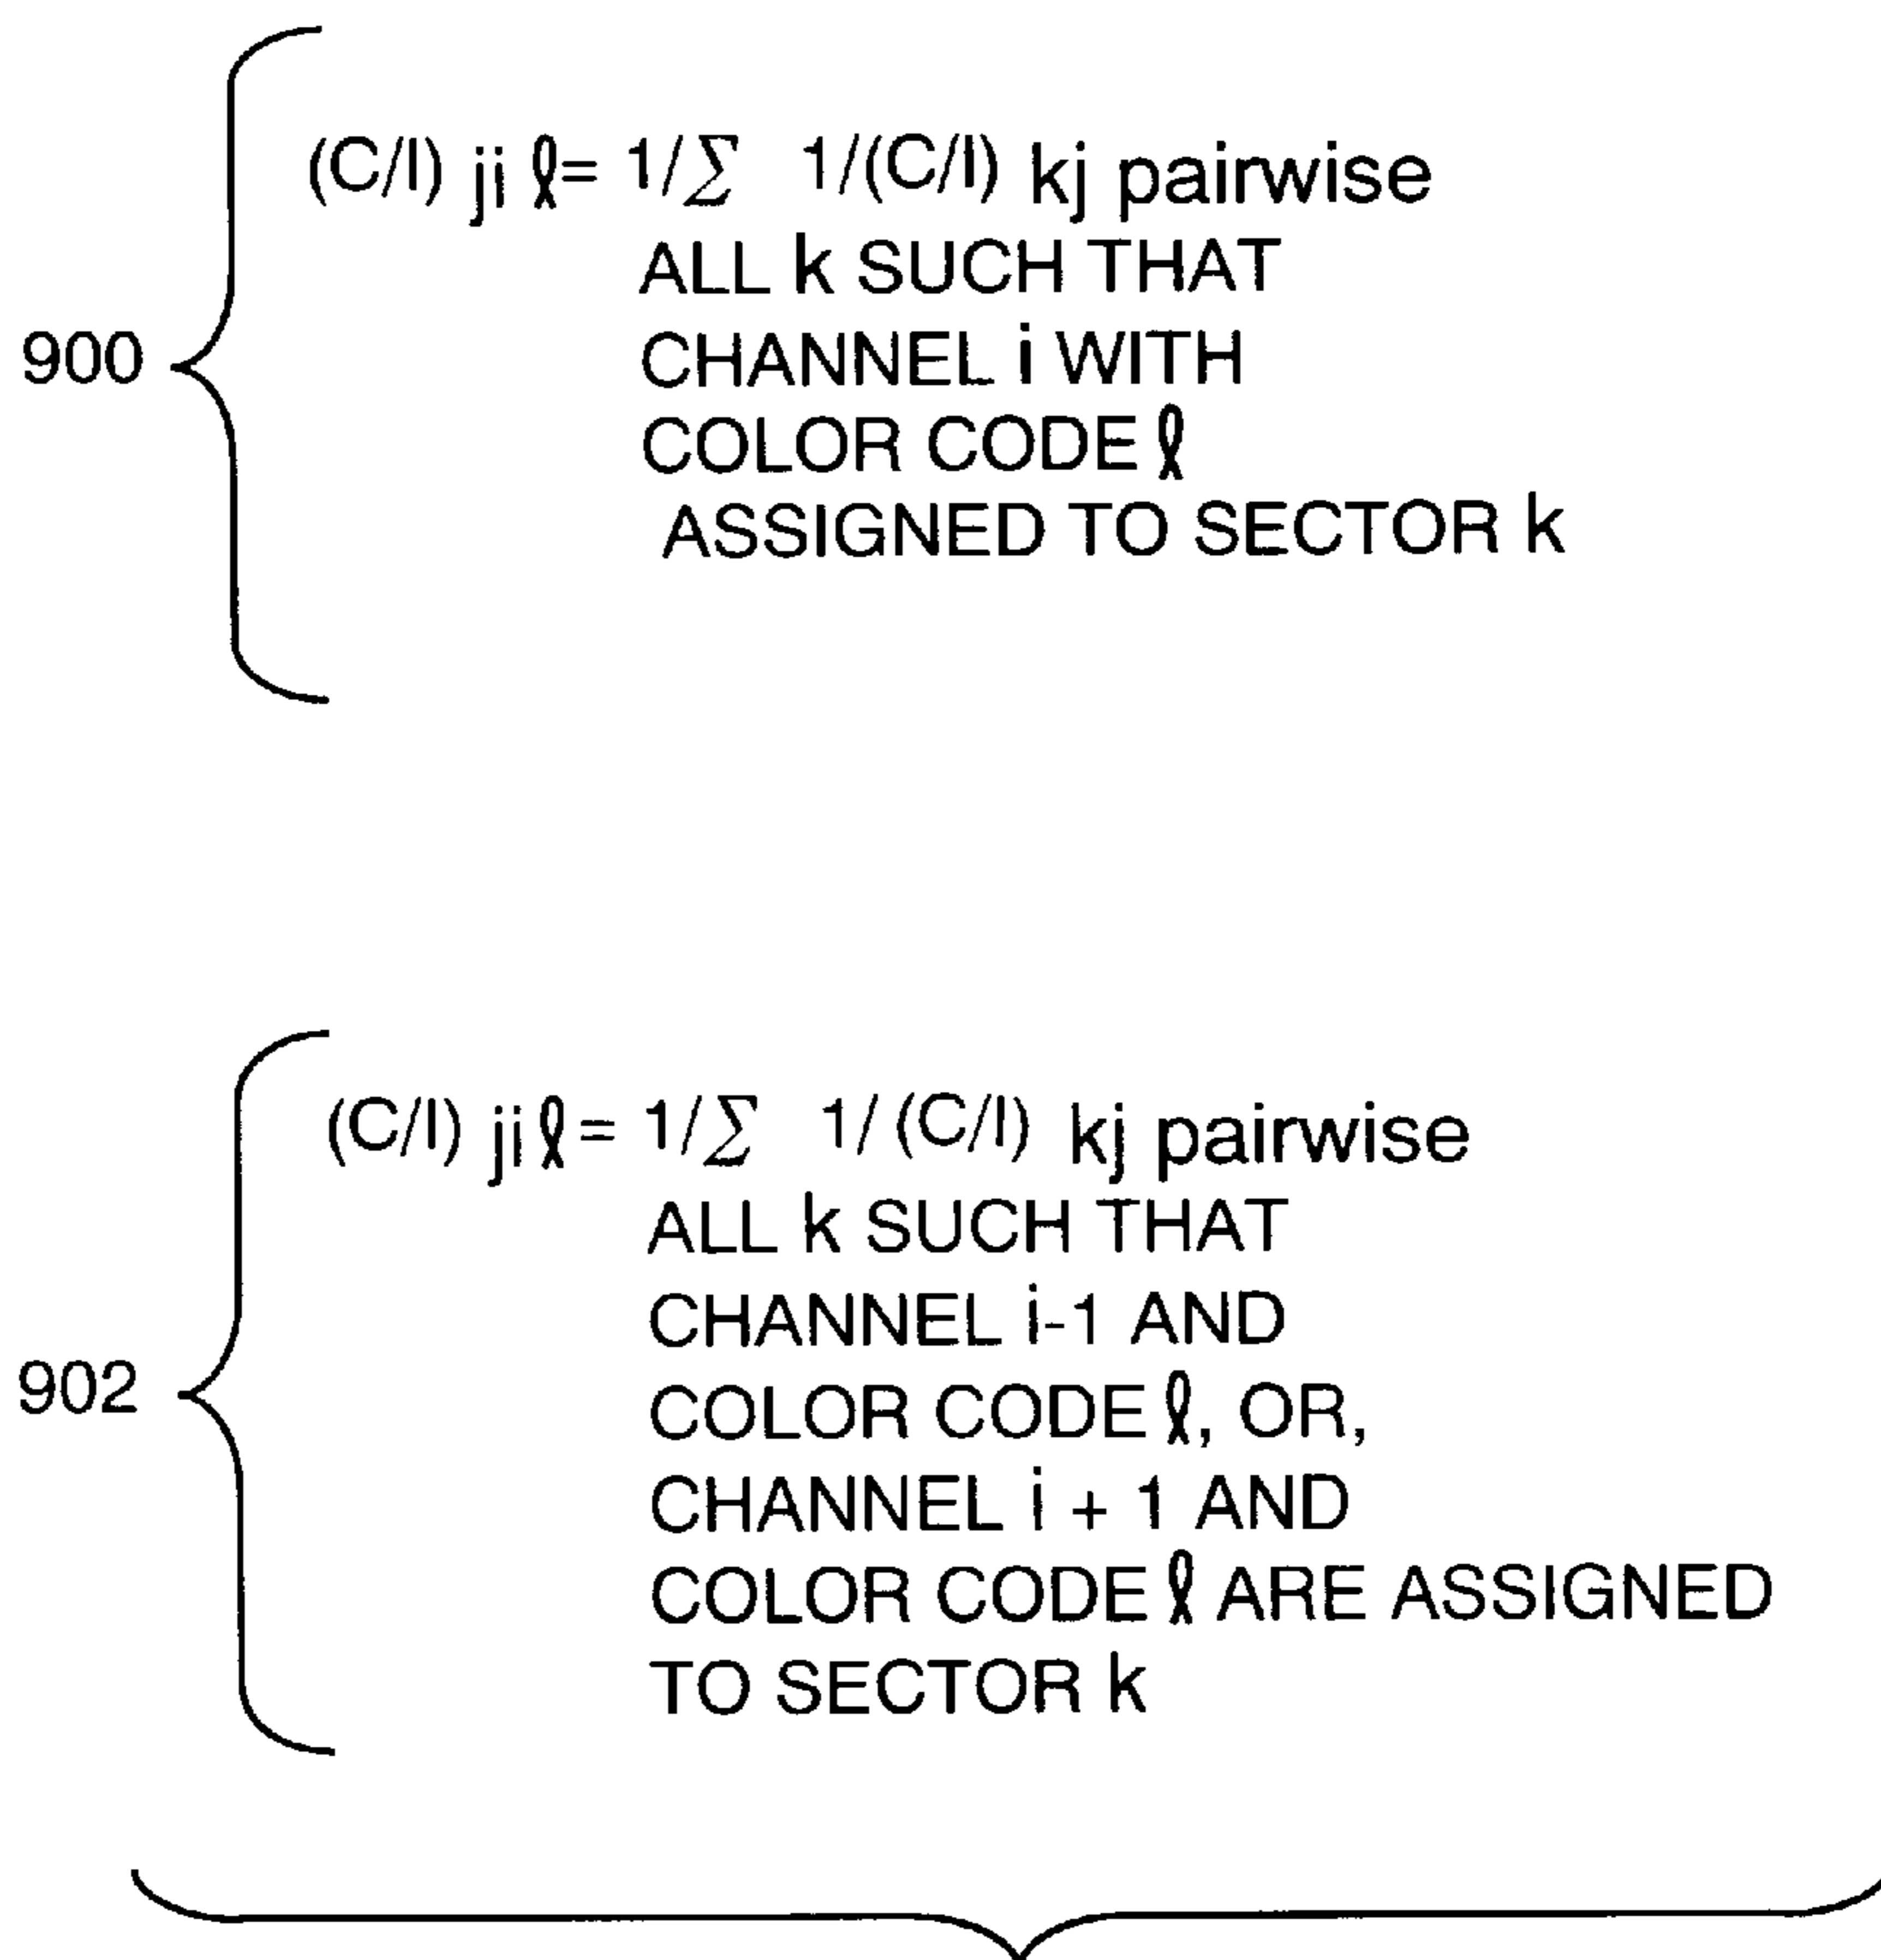 (C/I) ji ℓ= 1/∑ 1/(C/I) kj pairwise
ALL k SUCH THAT
CHANNEL i WITH
900
COLOR CODE ℓ
ASSIGNED TO SECTOR k
(C/I) ji ℓ= 1/∑ 1/ (C/I) kj pairwise
ALL k SUCH THAT
CHANNEL i-1 AND
902
COLOR CODE ℓ, OR,
CHANNEL i + 1 AND
COLOR CODE ℓ ARE ASSIGNED
TO SECTOR k